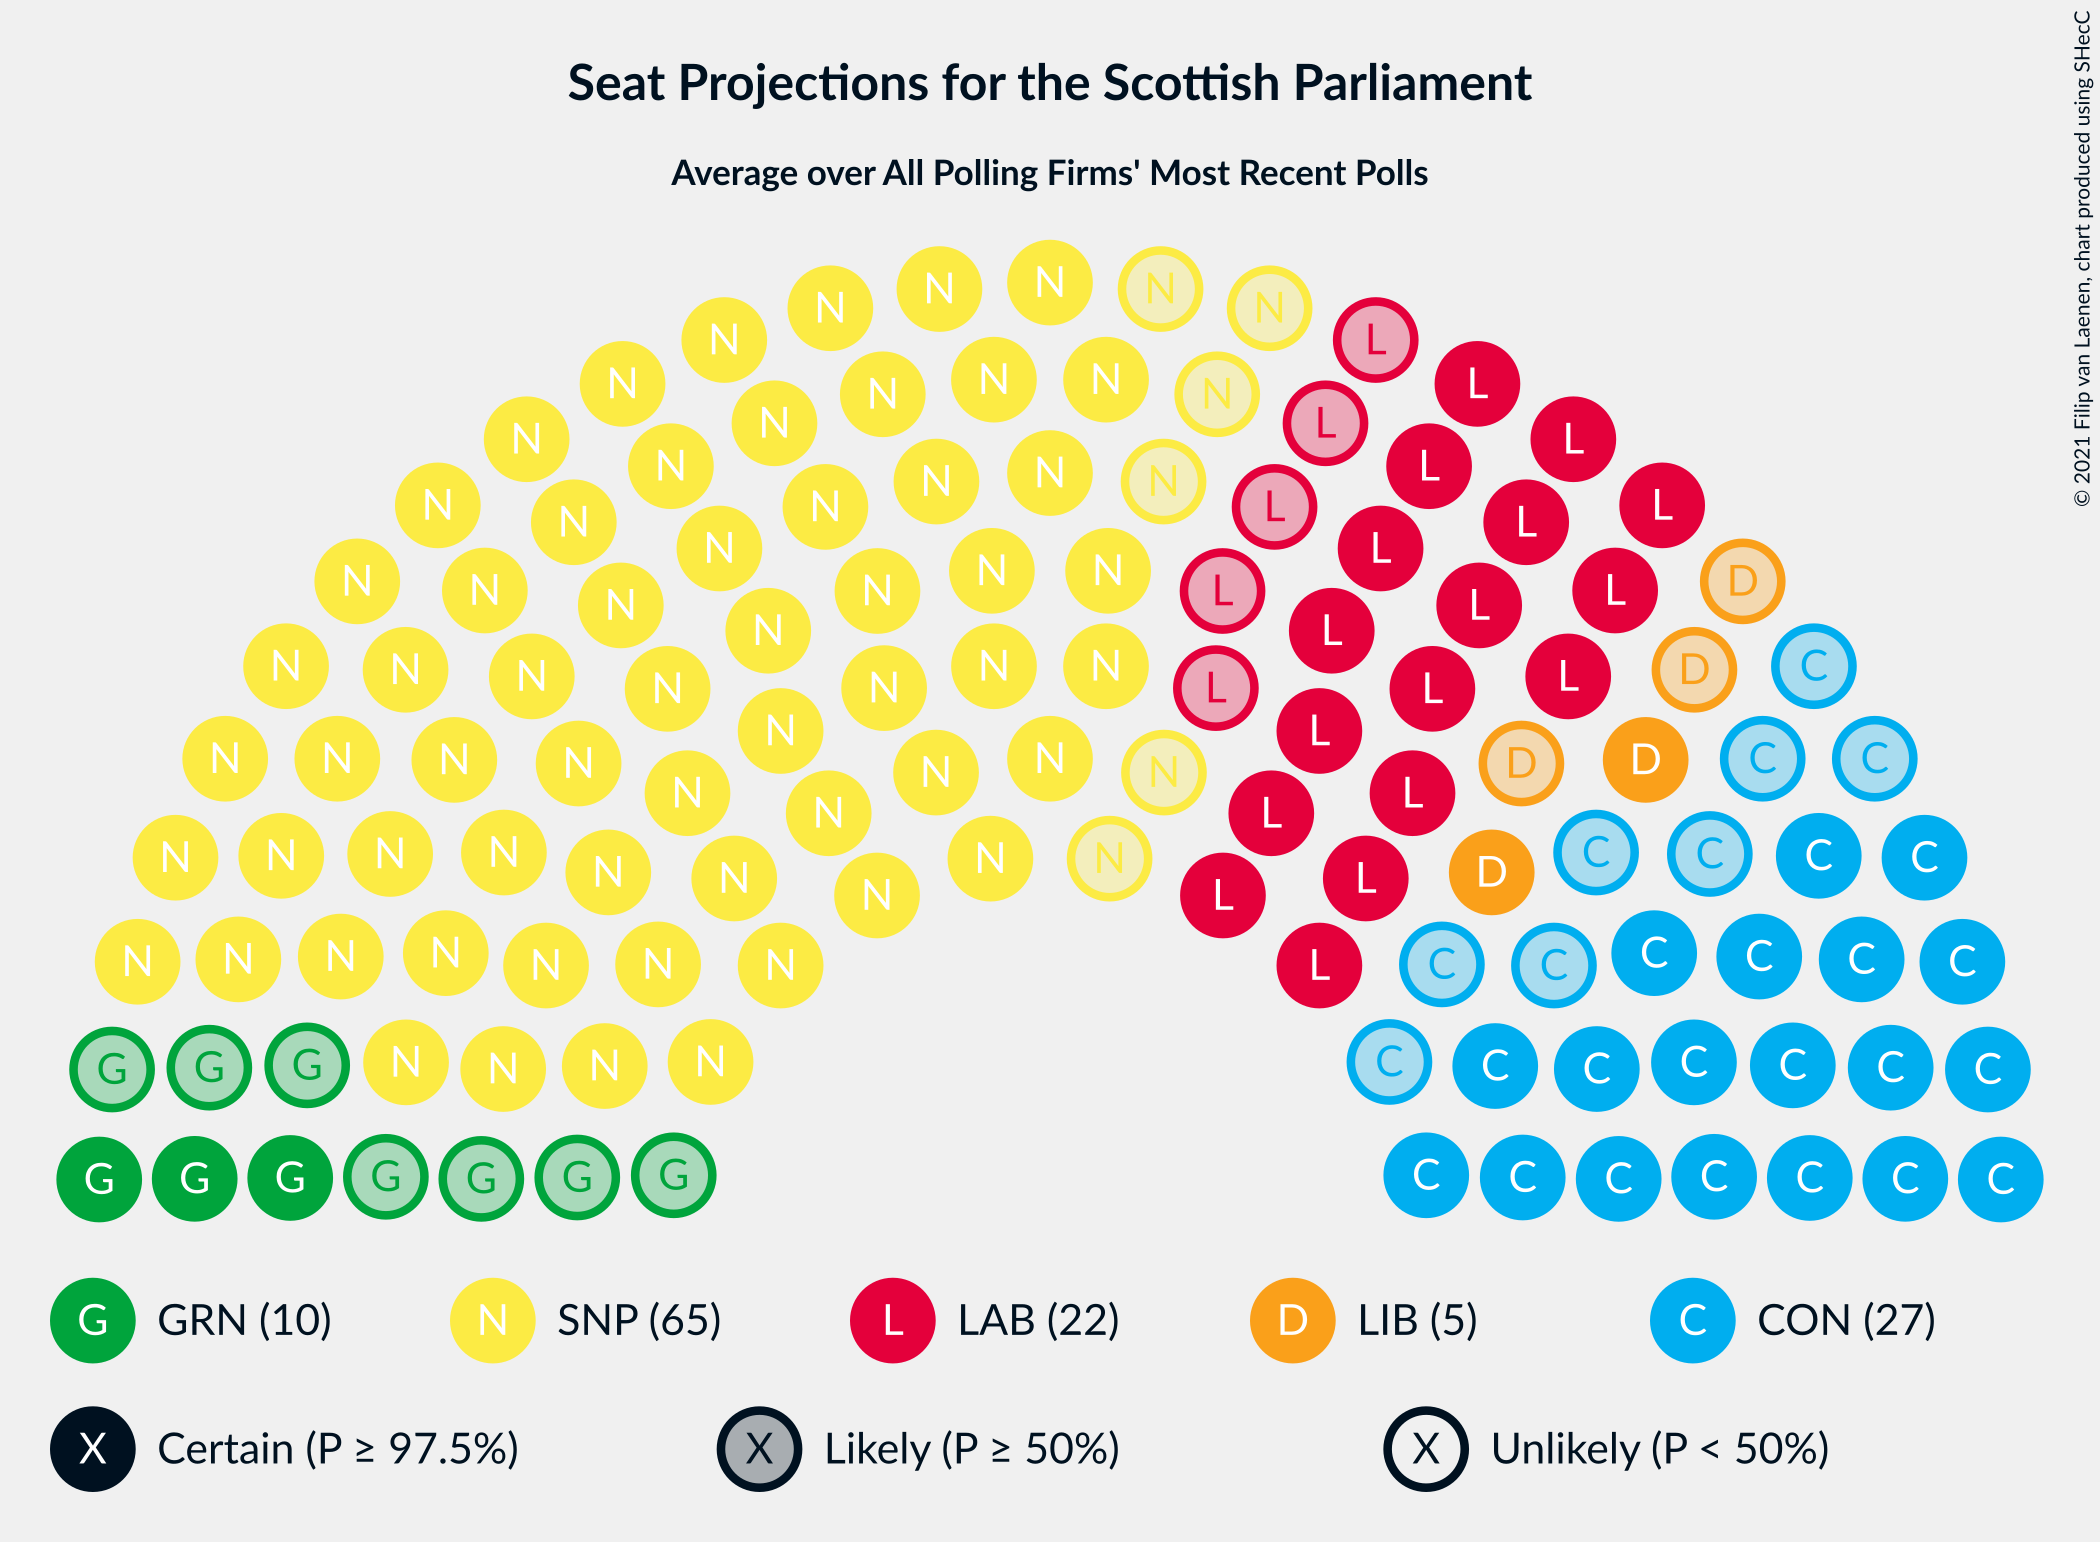 Seat Projections for the Scottish Parliament
Average over All Polling Firms' Most Recent Polls
© 2021 Filip van Laenen, chart produced using SHecC
N N N N N
N L
N N N N N L
N N L L
N N N N L
N N N L L L
N L
N N N N N N L L L D
N L
N N N N N N N L L L D C
N L
N N N N N N N N L D D C C
N L
N N N N N N N N N L L D C C C C
N N N N N N N L C C C C C C
G G G N N N N C C C C C C C
G G G G G G G C C C C C C C
G GRN (10) N SNP (65) L LAB (22) D LIB (5) C CON (27)
X Certain (P ≥ 97.5%) X Likely (P ≥ 50%) X Unlikely (P < 50%)